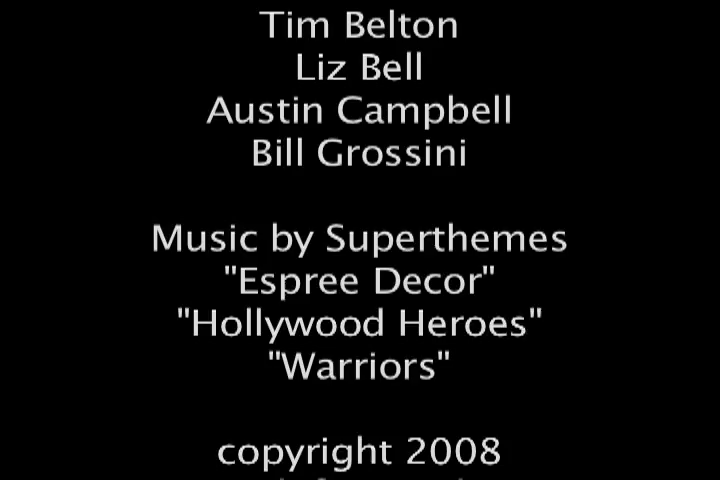 Tim Belton
Liz Bell
Austin Campbell
Bill Grossini
Music by Superthemes
"Espree Decor"
"Hollywood Heroes"
"Warriors"
copyright 2008